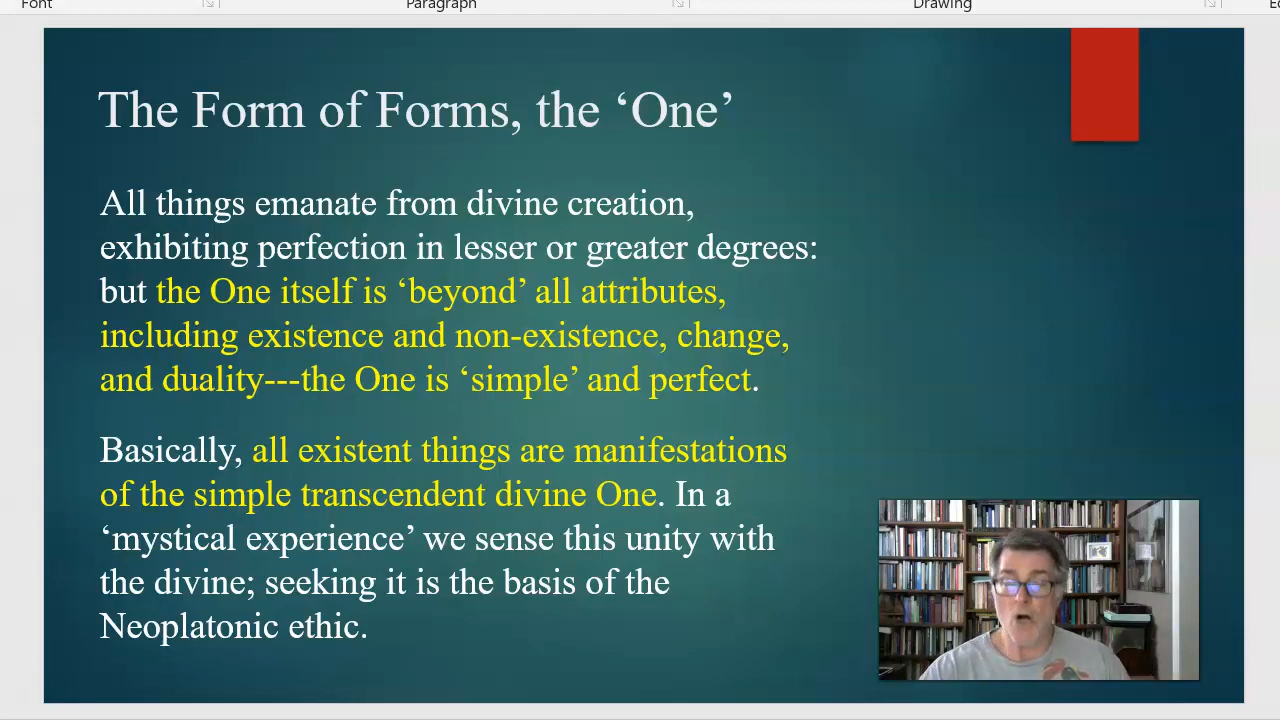 Font
Paragraph
Drawing
The Form of Forms, the ‘One’
All things emanate from divine creation,
exhibiting perfection in lesser or greater degrees:
but the One itself is ‘beyond’ all attributes,
including existence and non-existence, change,
and duality---the One is ‘simple’ and perfect.
Basically, all existent things are manifestations
of the simple transcendent divine One. In a
‘mystical experience’ we sense this unity with
the divine; seeking it is the basis of the
Neoplatonic ethic.